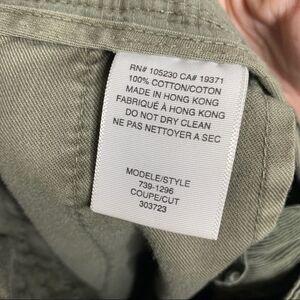 RN# 105230 CA# 19371
100% COTTON/COTON
MADE IN HONG KONG
FABRIQUÉ À HONG KONG
DO NOT DRY CLEAN
NE PAS NETTOYER A SEC
MODELE/STYLE
739-1296
COUPE/CUT
303723